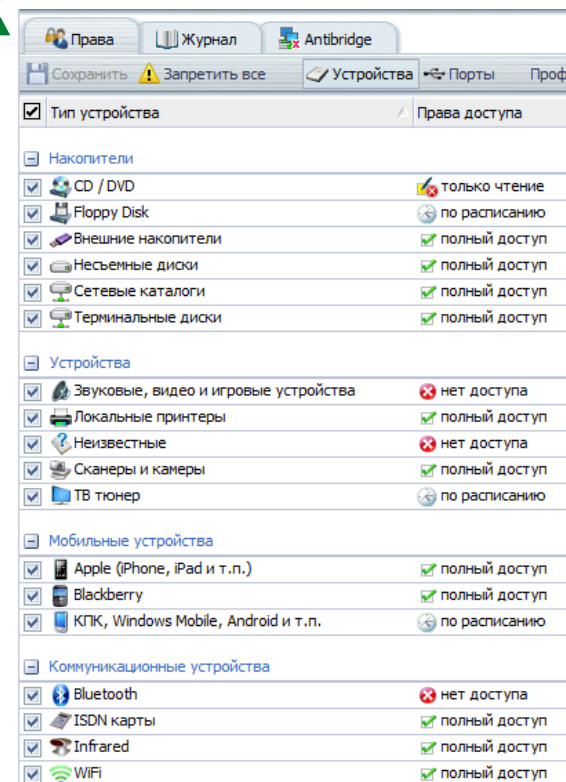 Права Журнал Antibridge
Сохранить Запретить все Устройства Порты Проф
Тип устройства Права доступа
Накопители
CD / DVD только чтение
Floppy Disk по расписанию
Внешние накопители полный доступ
Несъемные диски полный доступ
Сетевые каталоги полный доступ
Терминальные диски полный доступ
Устройства
Звуковые, видео и игровые устройства нет доступа
Локальные принтеры полный доступ
Неизвестные нет доступа
Сканеры и камеры полный доступ
ТВ тюнер по расписанию
Мобильные устройства
Apple (iPhone, iPad и т.п.) полный доступ
Blackberry полный доступ
КПК, Windows Mobile, Android и т.п. по расписанию
Коммуникационные устройства
Bluetooth нет доступа
ISDN карты полный доступ
Infrared полный доступ
WiFi полный доступ